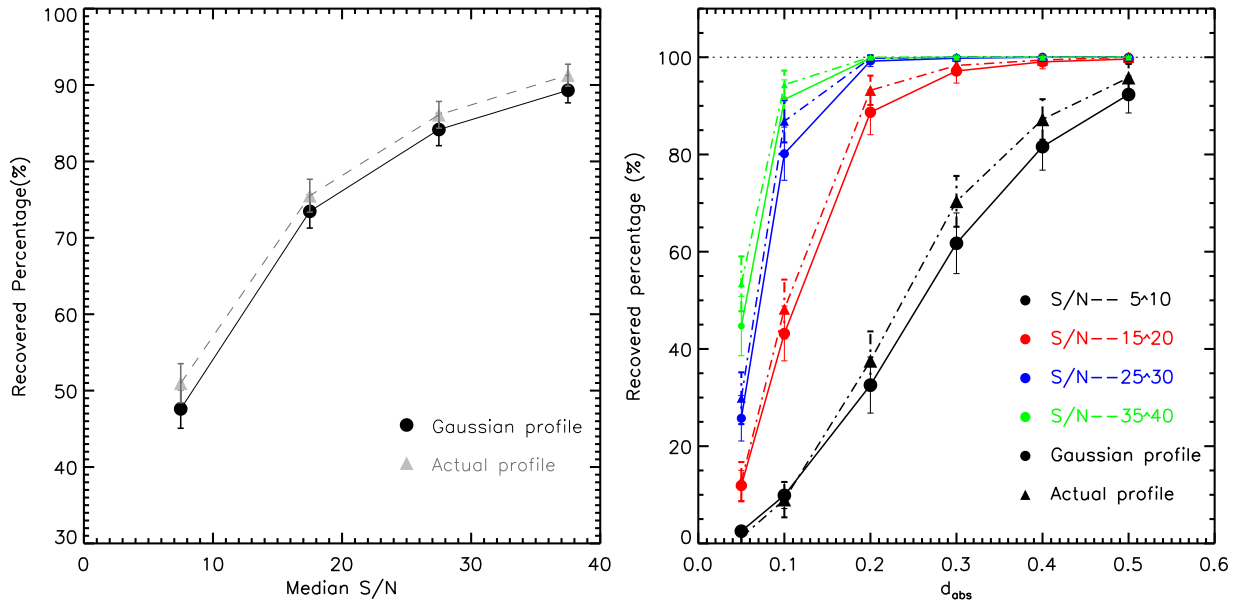 Recovered Percentage(%)
100
90
80
70
60
50
40
30
0
10
20
30
40
Median S/N
Gaussian profile
Actual profile
Recovered percentage (%)
100
80
60
40
20
0
0.0
0.1
0.2
0.3
0.4
0.5
0.6
d_abs
S/N-- 5^10
S/N--15^20
S/N--25^30
S/N--35^40
Gaussian profile
Actual profile